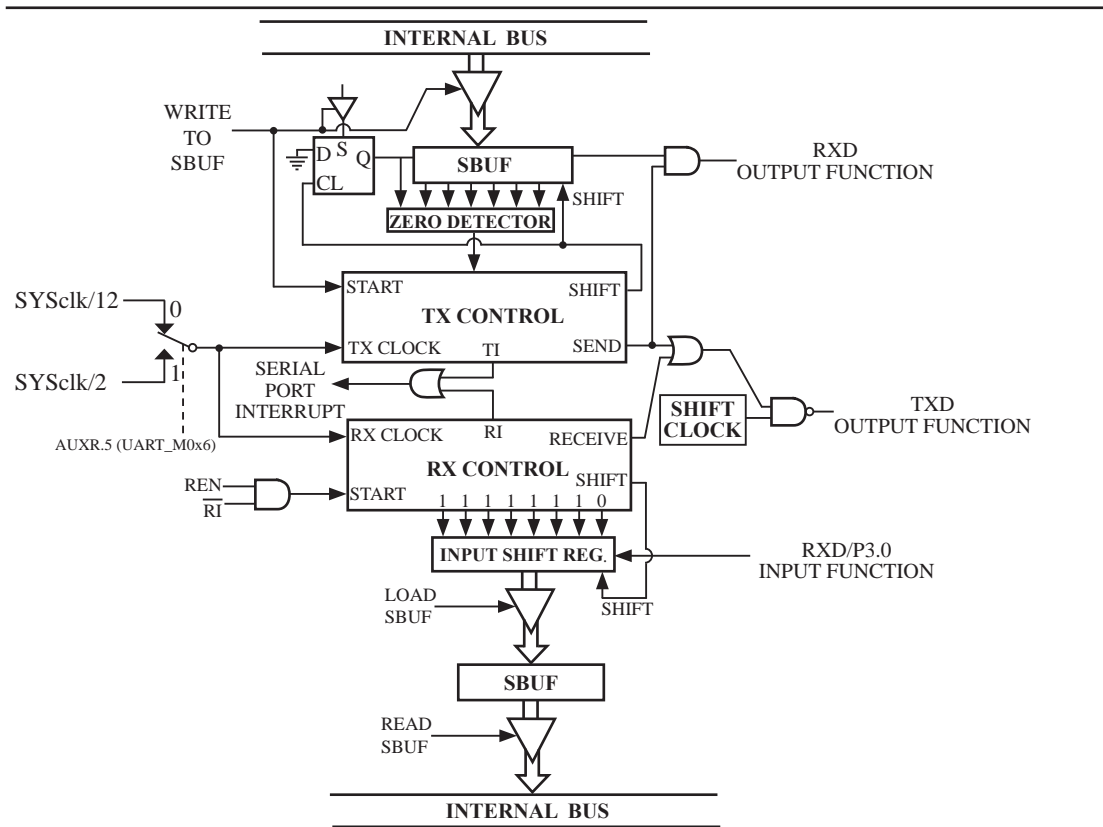 INTERNAL BUS
WRITE
TO
SBUF
D
S
Q
CL
SBUF
SHIFT
ZERO DETECTOR
RXD
OUTPUT FUNCTION
START
SHIFT
TX CONTROL
TX CLOCK
TI
SEND
SYSclk/12
0
SYSclk/2
1
AUXR.5 (UART_M0x6)
SERIAL
PORT
INTERRUPT
SHIFT
CLOCK
TXD
OUTPUT FUNCTION
RX CLOCK
RI
RECEIVE
RX CONTROL
SHIFT
START
1 1 1 1 1 1 1 0
REN
RI
INPUT SHIFT REG.
RXD/P3.0
INPUT FUNCTION
SHIFT
LOAD
SBUF
SBUF
READ
SBUF
INTERNAL BUS